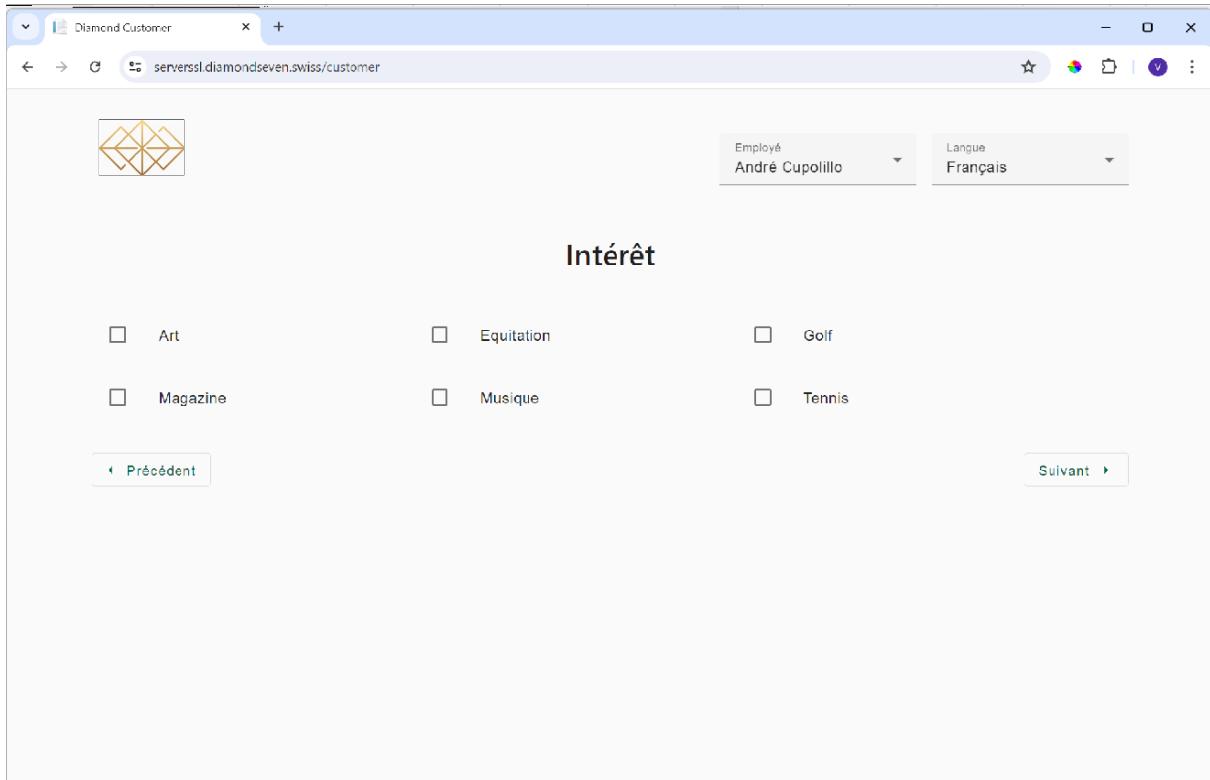 Diamond Customer
serverssl.diamondseven.swiss/customer
V
Employé
André Cupolillo
Langue
Français
Intérêt
Art
Equitation
Golf
Magazine
Musique
Tennis
Précédent
Suivant